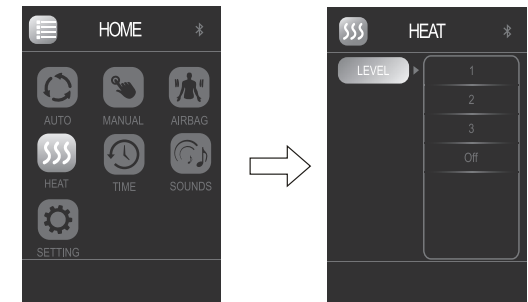 HOME
AUTO MANUAL AIRBAG
HEAT TIME SOUNDS
SETTING
HEAT
LEVEL 1
2
3
Off